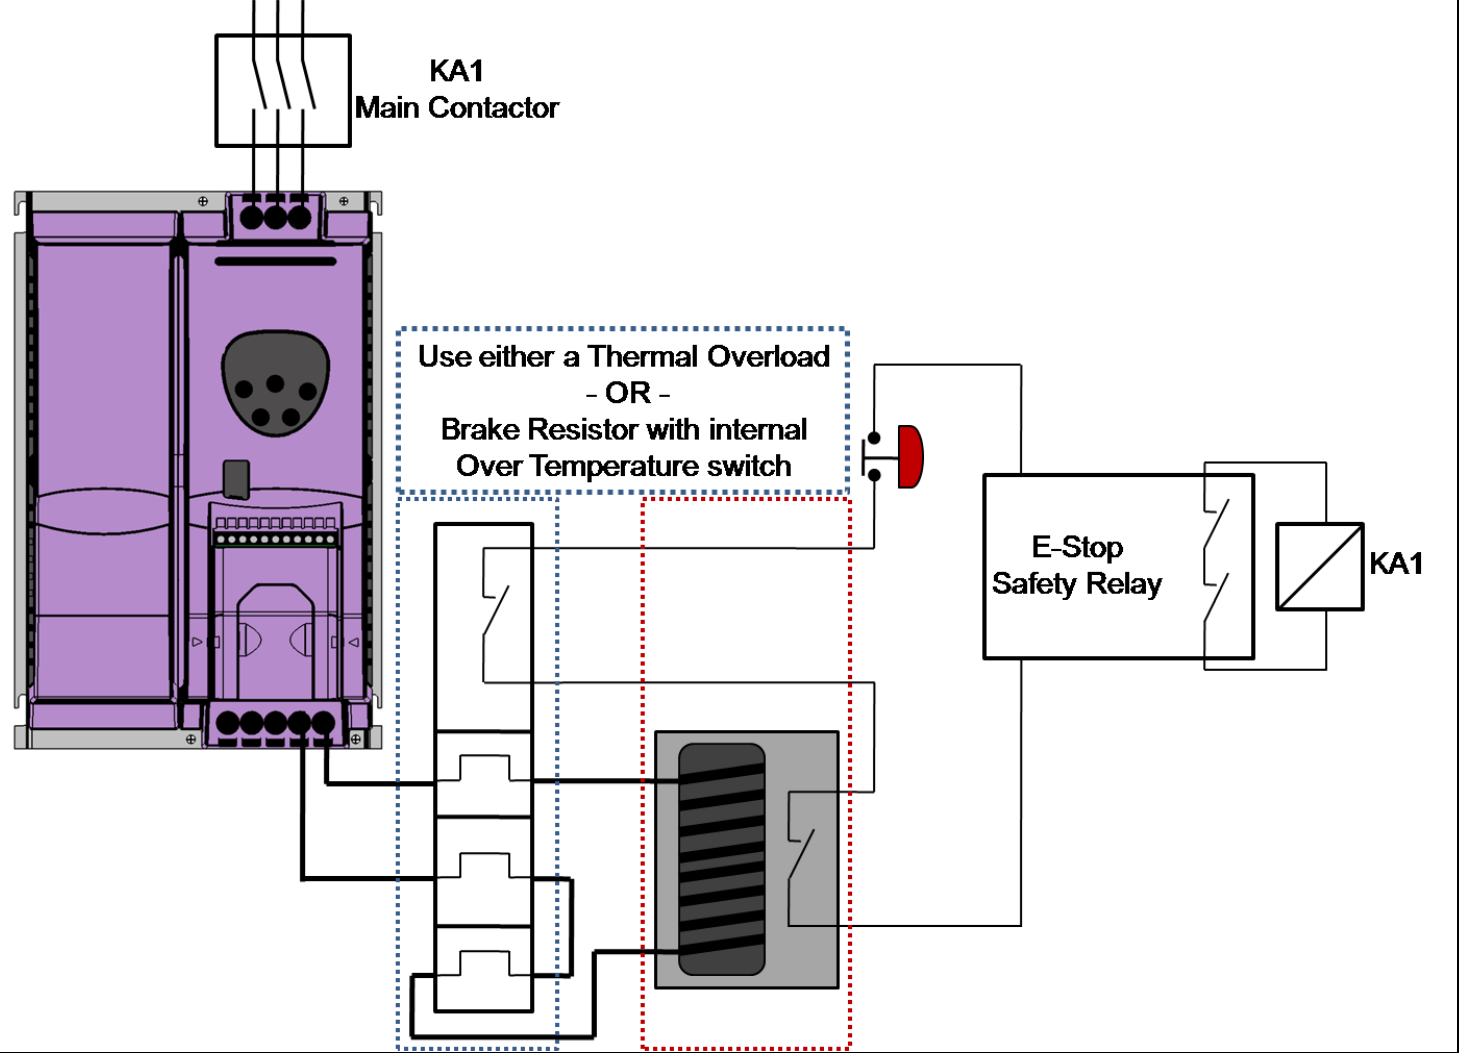 KA1
Main Contactor
Use either a Thermal Overload
- OR -
Brake Resistor with internal
Over Temperature switch
E-Stop
Safety Relay
KA1